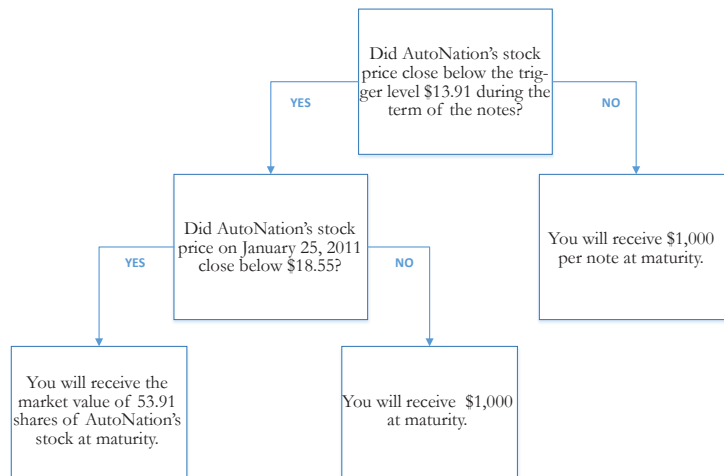 Did AutoNation's stock
price close below the trig-
ger level $13.91 during the
term of the notes?
YES
NO
Did AutoNation's stock
price on January 25, 2011
close below $18.55?
You will receive $1,000
per note at maturity.
YES
NO
You will receive the
market value of 53.91
shares of AutoNation's
stock at maturity.
You will receive $1,000
at maturity.